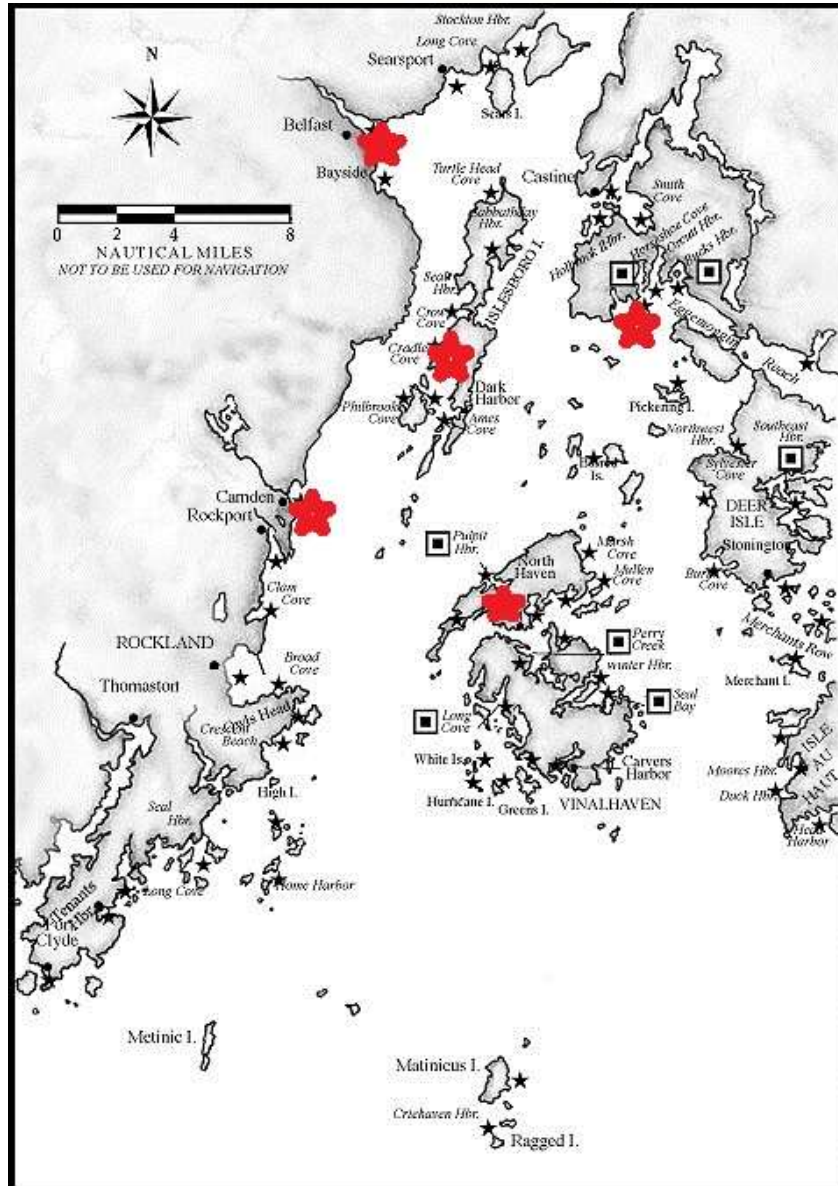 Stockton Hbr.
Long Cove
Searsport
N
Sears I.
Belfast
Bayside
Turtle Head
Cove
Castine
Smith
Cove
Sabbathday
Hbr.
0 2 4 8
NAUTICAL MILES
NOT TO BE USED FOR NAVIGATION
Holbrook Hbr.
Horseshoe Cove
Orcutt Hbr.
Bucks Hbr.
ISLESBORO I.
Seal
Hbr.
Crow
Cove
Eggemoggin
Reach
Cradle
Cove
Dark
Harbor
Philbrook
Cove
Ames
Cove
Pickering I.
Northwest
Hbr.
Southeast
Hbr.
Is.
Sylvester
Cove
Camden
Rockport
DEER
ISLE
Stonington
Pulpit
Hbr.
North
Haven
Marsh
Cove
Mullen
Cove
Burnt
Cove
Clam
Cove
ROCKLAND
Broad
Cove
Perry
Creek
winter Hbr.
Merchants Row
Merchant I.
Thomaston
Owls Head
Crescent
Beach
Long
Cove
Seal
Bay
White Is.
Carvers
Harbor
ISLE
AU
HAUT
Moores Hbr.
Duck Hbr.
High I.
Hurricane I.
Greens I.
VINALHAVEN
Seal
Hbr.
Head
Harbor
Long Cove
Home Harbor
Tenants
Hbr.
Port
Clyde
Metinic I.
Matinicus I.
Criehaven Hbr.
Ragged I.